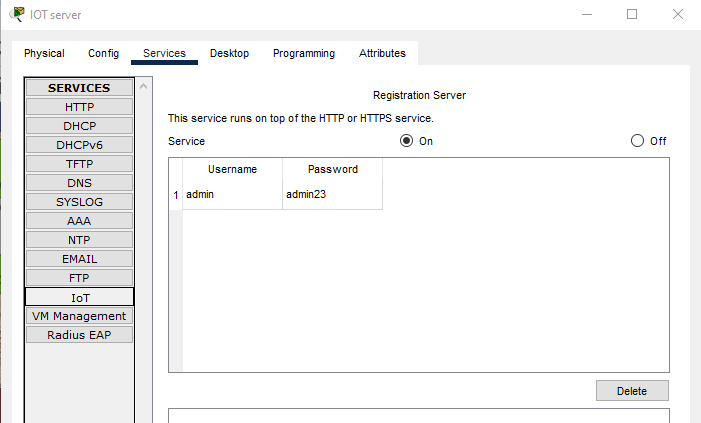 IOT server
Physical Config Services Desktop Programming Attributes
SERVICES
HTTP
DHCP
DHCPv6
TFTP
DNS
SYSLOG
AAA
NTP
EMAIL
FTP
IoT
VM Management
Radius EAP
Registration Server
This service runs on top of the HTTP or HTTPS service.
Service On Off
Username Password
1 admin admin23
Delete